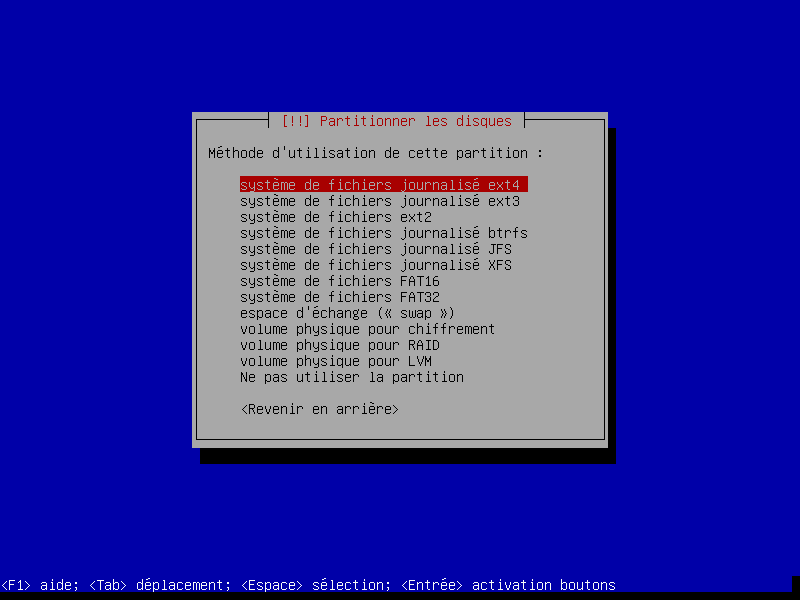 [!!] Partitionner les disques
Méthode d'utilisation de cette partition :
système de fichiers journalisé ext4
système de fichiers journalisé ext3
système de fichiers ext2
système de fichiers journalisé btrfs
système de fichiers journalisé JFS
système de fichiers journalisé XFS
système de fichiers FAT16
système de fichiers FAT32
espace d'échange (« swap »)
volume physique pour chiffrement
volume physique pour RAID
volume physique pour LVM
Ne pas utiliser la partition
<Revenir en arrière>
<F1> aide; <Tab> déplacement; <Espace> sélection; <Entrée> activation boutons